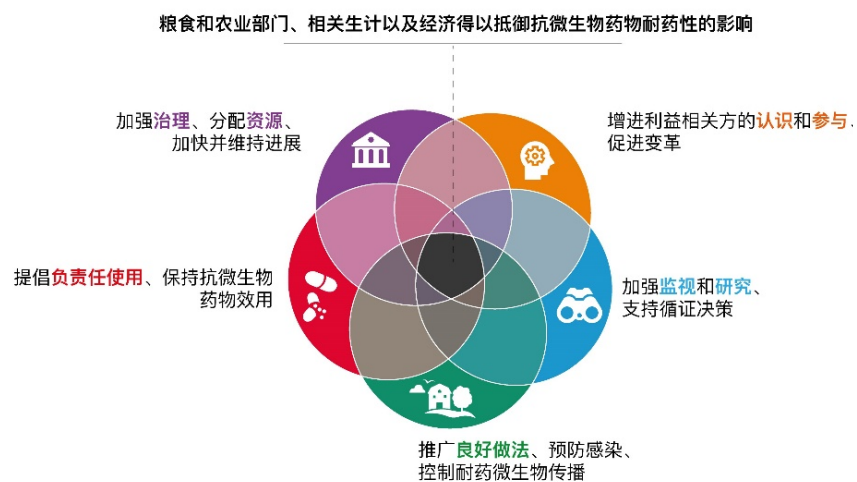 粮食和农业部门、相关生计以及经济得以抵御抗微生物药物耐药性的影响
加强治理、分配资源、
加快并维持进展
增进利益相关方的认识和参与、
促进变革
提倡负责任使用、保持抗微生物
药物效用
加强监视和研究、
支持循证决策
推广良好做法、预防感染、
控制耐药微生物传播